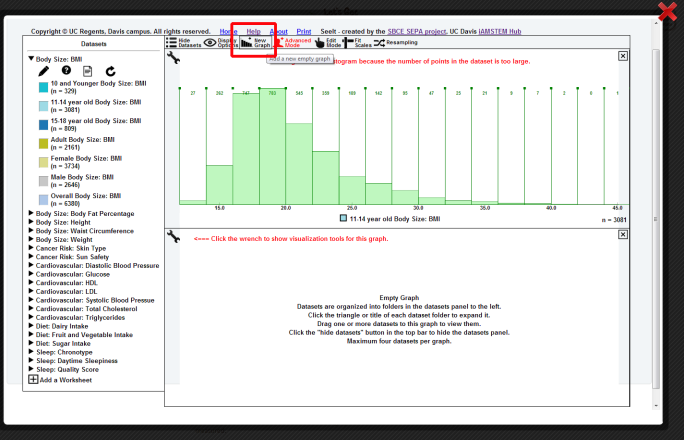 Copyright © UC Regents, Davis campus. All rights reserved. Home Help About Print SeeIt - created by the SBCE SEPA project, UC Davis IAMSTEM Hub
Datasets
Hide Datasets
Display Options
New Graph
Advanced Mode
Edit Mode
Fit Scales
Resampling
Add a new empty graph
togram because the number of points in the dataset is too large.
Body Size: BMI
10 and Younger Body Size: BMI
(n = 329)
11-14 year old Body Size: BMI
(n = 3081)
15-18 year old Body Size: BMI
(n = 809)
Adult Body Size: BMI
(n = 2161)
Female Body Size: BMI
(n = 3734)
Male Body Size: BMI
(n = 2646)
Overall Body Size: BMI
(n = 6380)
Body Size: Body Fat Percentage
Body Size: Height
Body Size: Waist Circumference
Body Size: Weight
Cancer Risk: Skin Type
Cancer Risk: Sun Safety
Cardiovascular: Diastolic Blood Pressure
Cardiovascular: Glucose
Cardiovascular: HDL
Cardiovascular: LDL
Cardiovascular: Systolic Blood Pressue
Cardiovascular: Total Cholesterol
Cardiovascular: Triglycerides
Diet: Dairy Intake
Diet: Fruit and Vegetable Intake
Diet: Sugar Intake
Sleep: Chronotype
Sleep: Daytime Sleepiness
Sleep: Quality Score
Add a Worksheet
27 262 747 783 543 259 188 142 95 47 25 21 9 7 2 0 1
15.0 20.0 25.0 30.0 35.0 40.0 45.0
11-14 year old Body Size: BMI
n = 3081
<=== Click the wrench to show visualization tools for this graph.
Empty Graph
Datasets are organized into folders in the datasets panel to the left.
Click the triangle or title of each dataset folder to expand it.
Drag one or more datasets to this graph to view them.
Click the "hide datasets" button in the top bar to hide the datasets panel.
Maximum four datasets per graph.